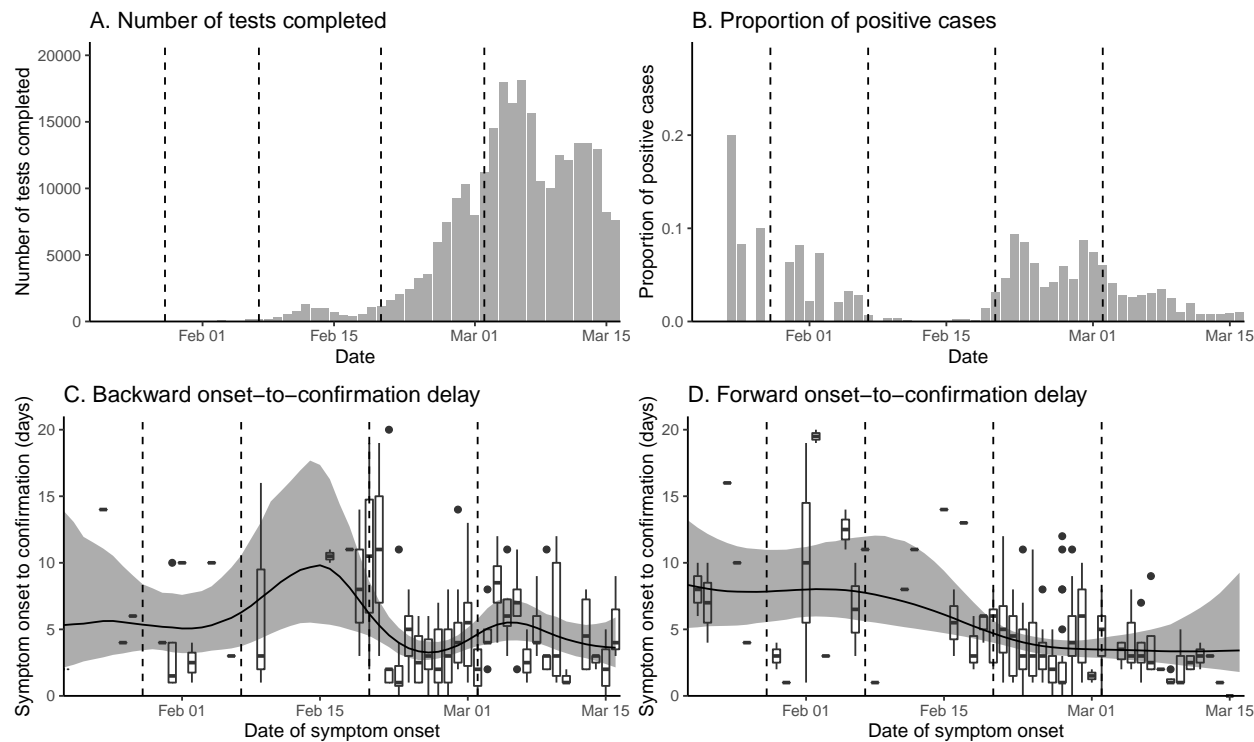 A. Number of tests completed
Number of tests completed
20000
15000
10000
5000
0
Feb 01
Feb 15
Mar 01
Mar 15
Date
B. Proportion of positive cases
Proportion of positive cases
0.2
0.1
0.0
Feb 01
Feb 15
Mar 01
Mar 15
Date
C. Backward onset−to−confirmation delay
Symptom onset to confirmation (days)
20
15
10
5
0
Feb 01
Feb 15
Mar 01
Mar 15
Date of symptom onset
D. Forward onset−to−confirmation delay
Symptom onset to confirmation (days)
20
15
10
5
0
Feb 01
Feb 15
Mar 01
Mar 15
Date of symptom onset